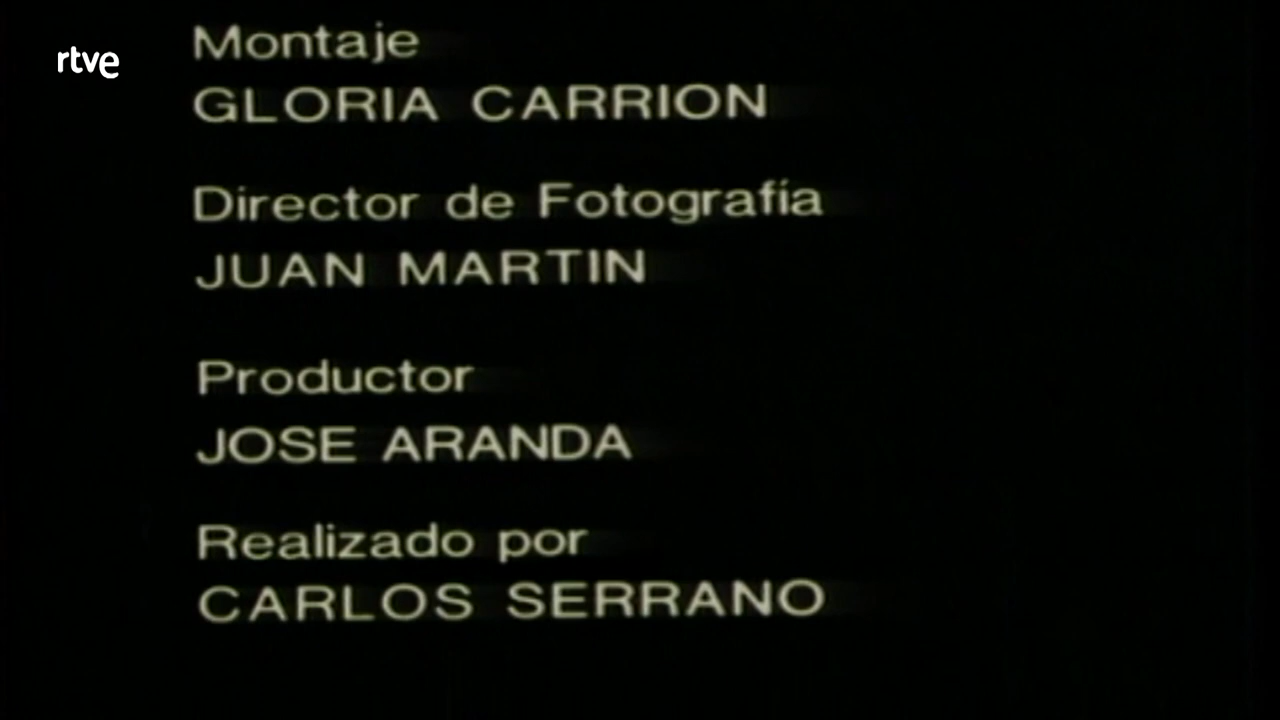 rtve
Montaje
GLORIA CARRION
Director de Fotografía
JUAN MARTIN
Productor
JOSE ARANDA
Realizado por
CARLOS SERRANO